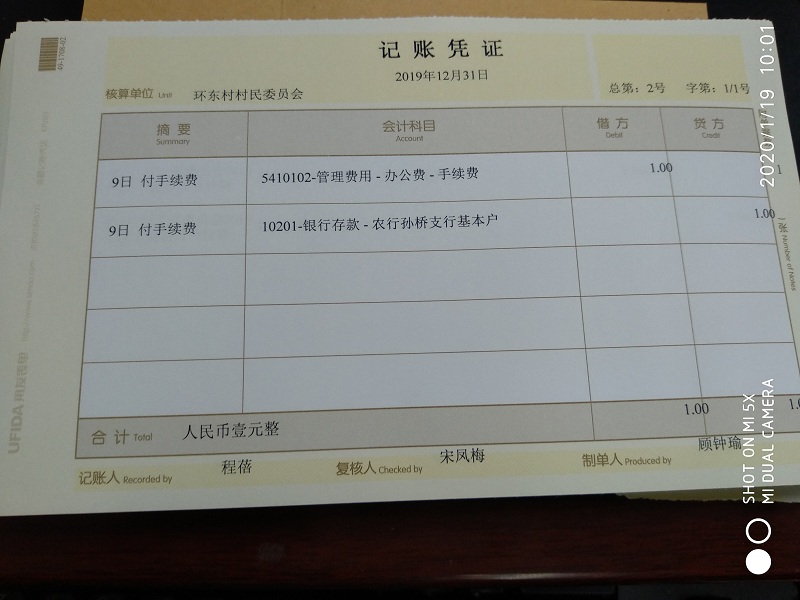 记账凭证
2019年12月31日
核算单位 Unit 环东村村民委员会 总第：2号 字第：1/1号
摘 要 会计科目 借 方 贷 方
Summary Account Debit Credit
9日 付手续费 5410102-管理费用 - 办公费 - 手续费 1.00
9日 付手续费 10201-银行存款 - 农行孙桥支行基本户 1.00
合 计 Total 人民币壹元整 1.00 1.0
记账人 Recorded by 程蓓 复核人 Checked by 宋凤梅 制单人 Produced by 顾钟瑜
UFIDA 用友表单
Number of Notes
2020/1/19 10:01
SHOT ON MI 5X
MI DUAL CAMERA